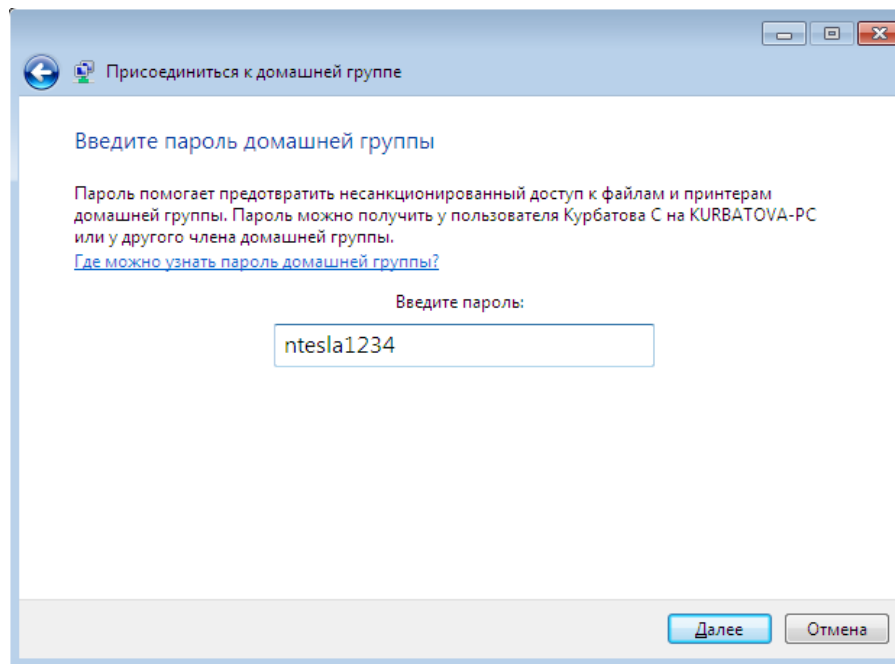 Присоединиться к домашней группе
Введите пароль домашней группы
Пароль помогает предотвратить несанкционированный доступ к файлам и принтерам
домашней группы. Пароль можно получить у пользователя Курбатова С на KURBATOVA-PC
или у другого члена домашней группы.
Где можно узнать пароль домашней группы?
Введите пароль:
ntesla1234
Далее
Отмена